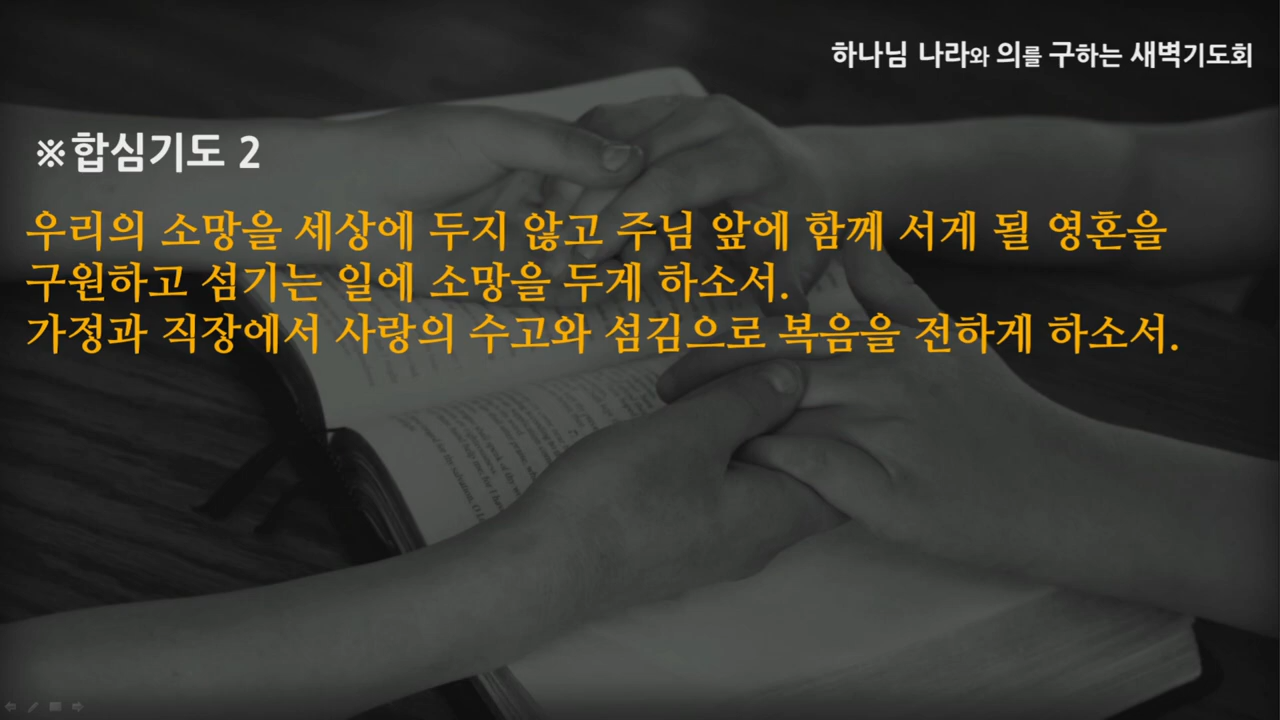 하나님 나라와 의를 구하는 새벽기도회
※합심기도 2
우리의 소망을 세상에 두지 않고 주님 앞에 함께 서게 될 영혼을
구원하고 섬기는 일에 소망을 두게 하소서.
가정과 직장에서 사랑의 수고와 섬김으로 복음을 전하게 하소서.